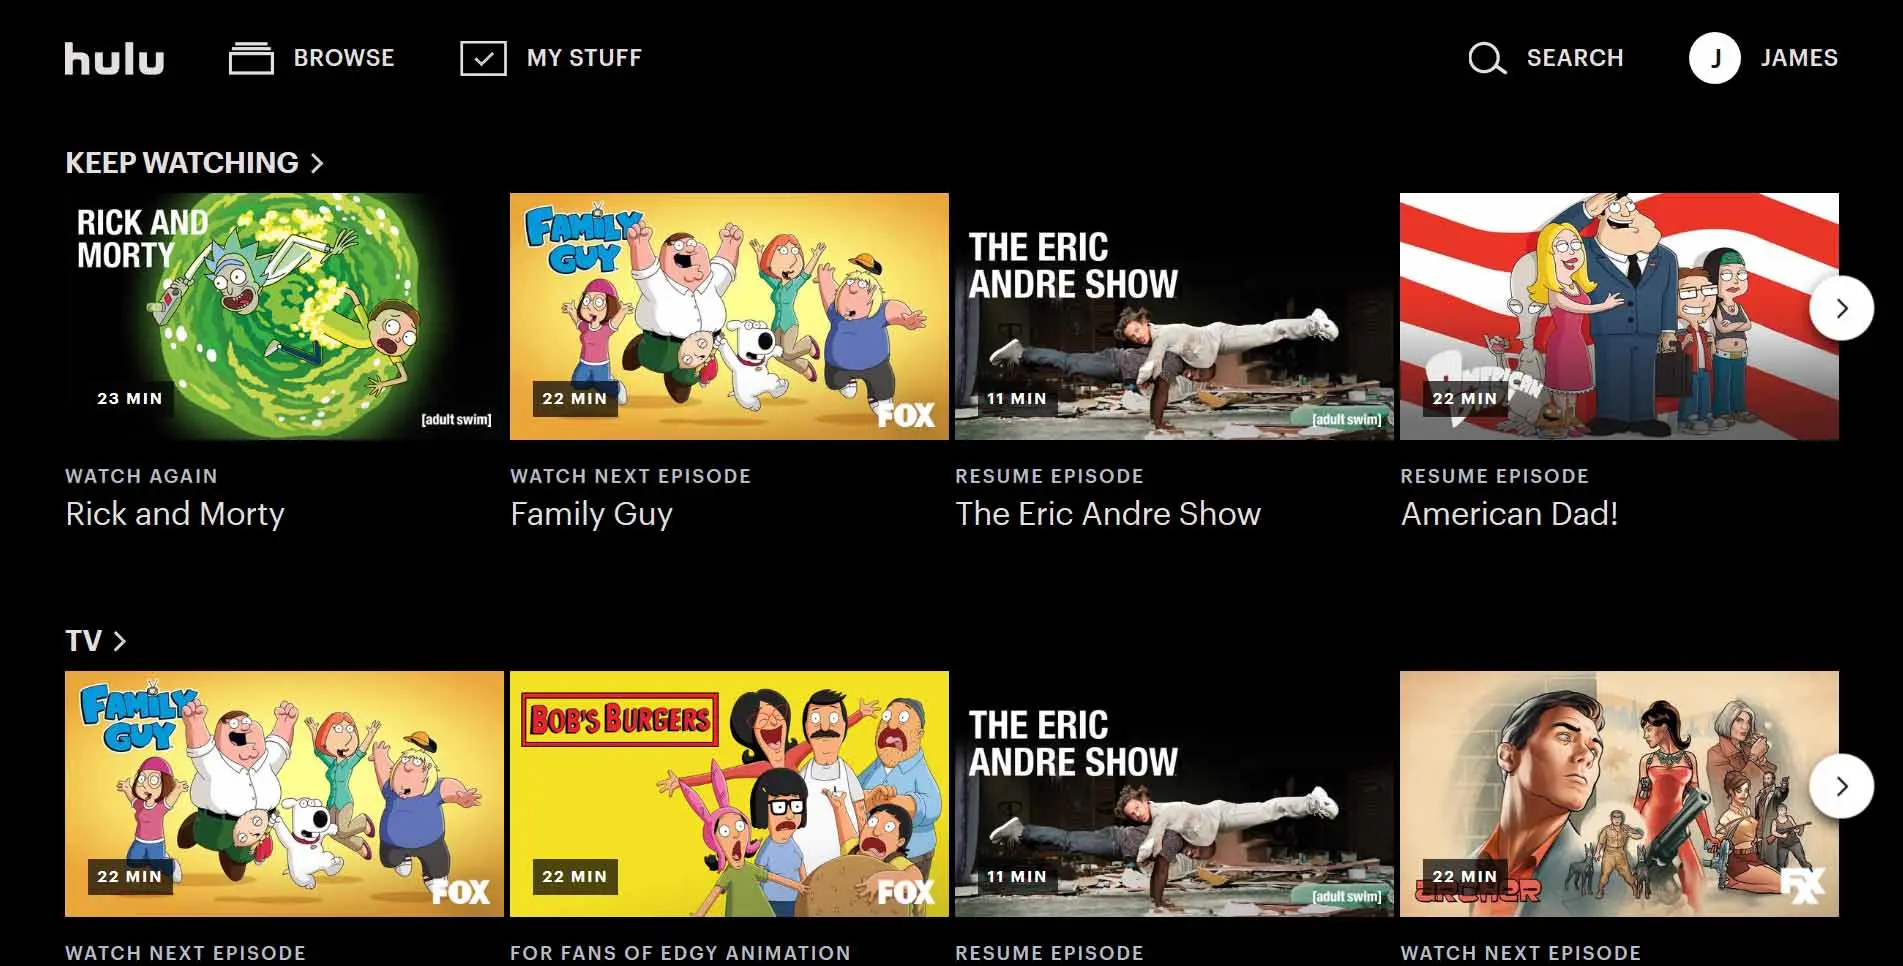 hulu
BROWSE
MY STUFF
SEARCH
J
JAMES
KEEP WATCHING
RICK AND
MORTY
23 MIN
[adult swim]
FAMILY
GUY
22 MIN
FOX
THE ERIC
ANDRE SHOW
11 MIN
[adult swim]
AMERICAN
22 MIN
WATCH AGAIN
Rick and Morty
WATCH NEXT EPISODE
Family Guy
RESUME EPISODE
The Eric Andre Show
RESUME EPISODE
American Dad!
TV
FAMILY
GUY
22 MIN
FOX
BOB'S BURGERS
22 MIN
FOX
THE ERIC
ANDRE SHOW
11 MIN
[adult swim]
22 MIN
ARCHER
FX
WATCH NEXT EPISODE
FOR FANS OF EDGY ANIMATION
RESUME EPISODE
WATCH NEXT EPISODE